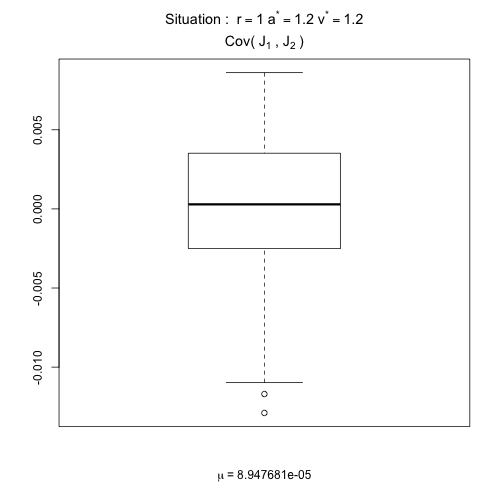 Situation : r = 1 a* = 1.2 v* = 1.2
Cov( J₁ , J₂ )
0.005
0.000
-0.005
-0.010
μ = 8.947681e-05